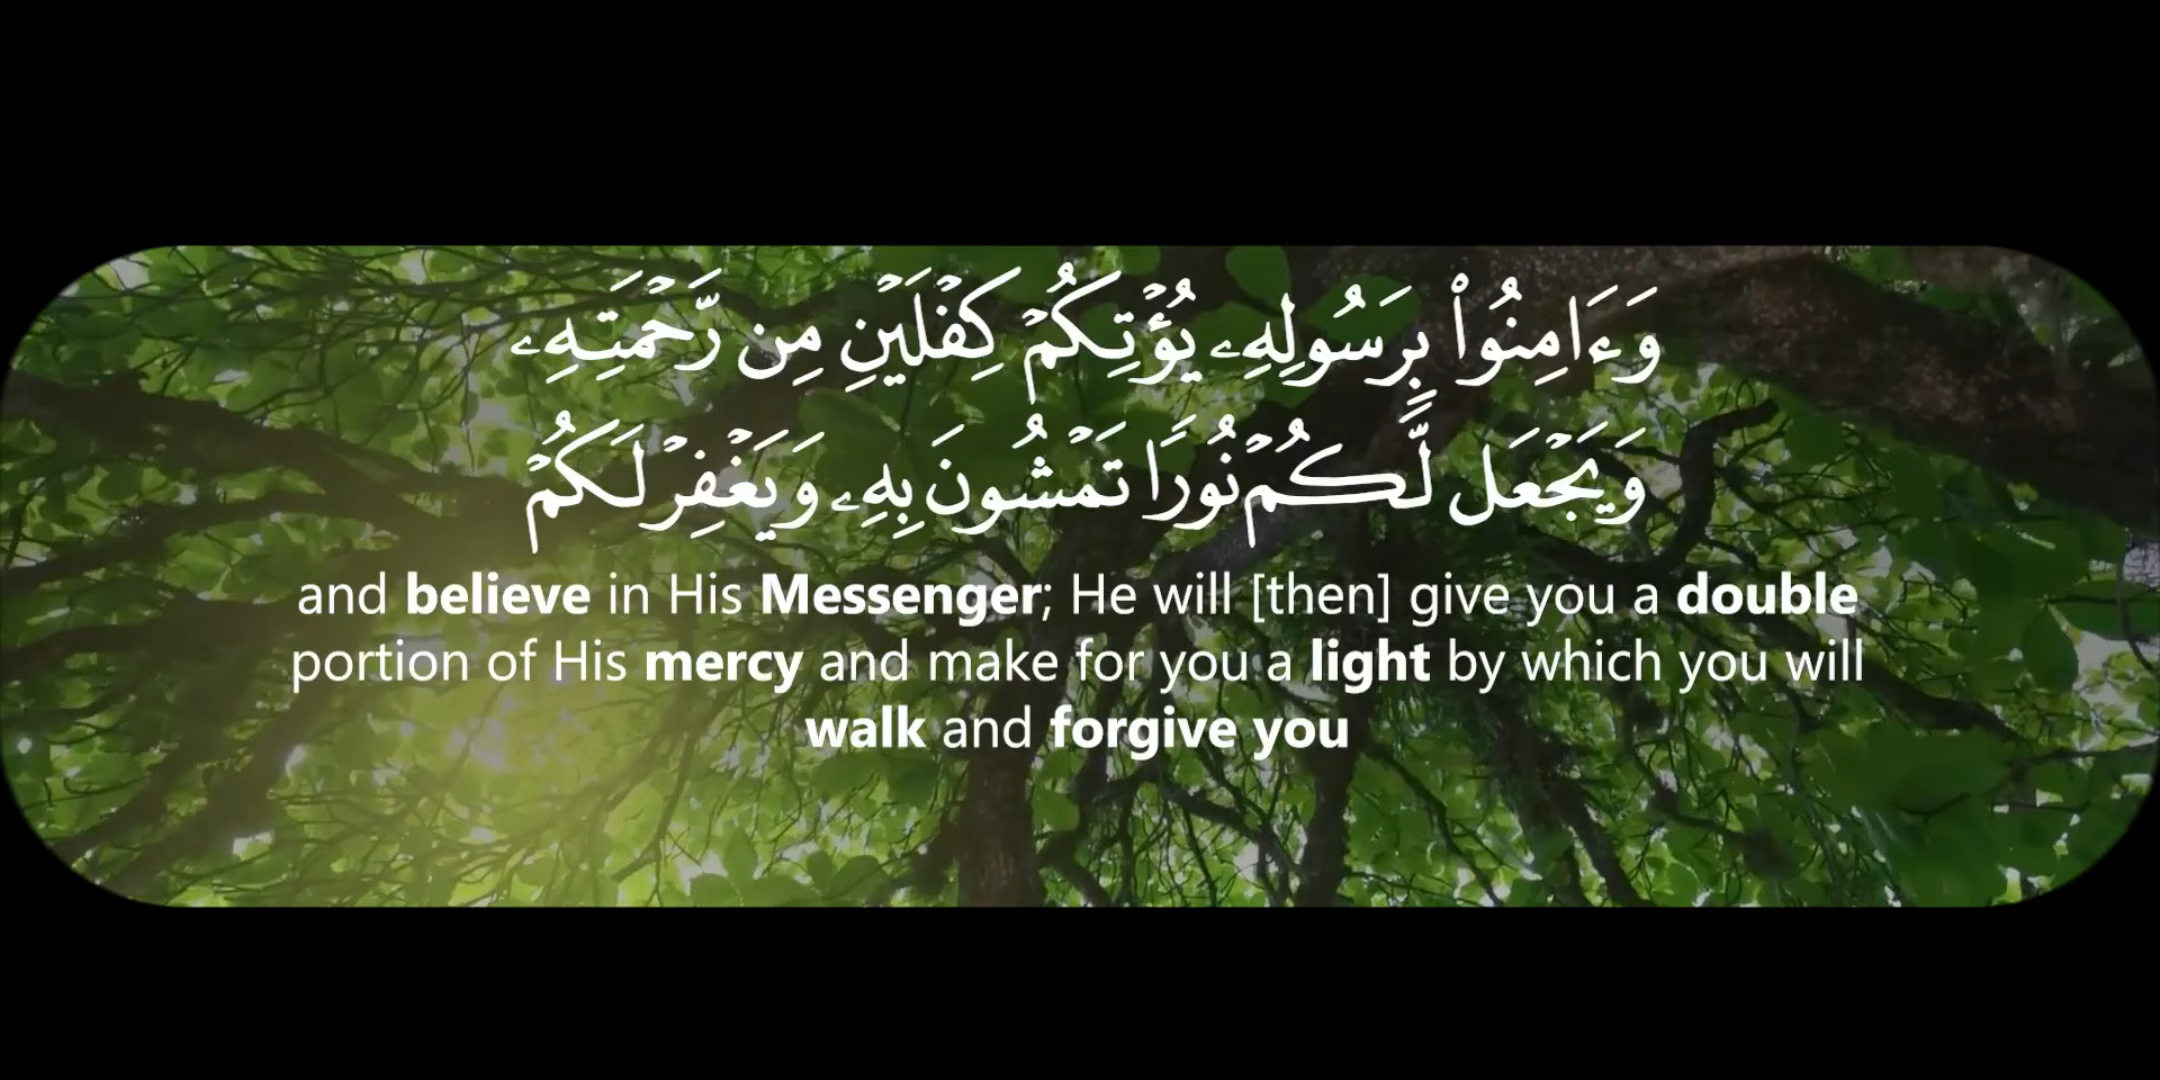 وَءَامِنُوا۟ بِرَسُولِهِۦ يُؤْتِكُمْ كِفْلَيْنِ مِن رَّحْمَتِهِۦ
وَيَجْعَل لَّكُمْ نُورًا تَمْشُونَ بِهِۦ وَيَغْفِرْ لَكُمْ
and believe in His Messenger; He will [then] give you a double
portion of His mercy and make for you a light by which you will
walk and forgive you